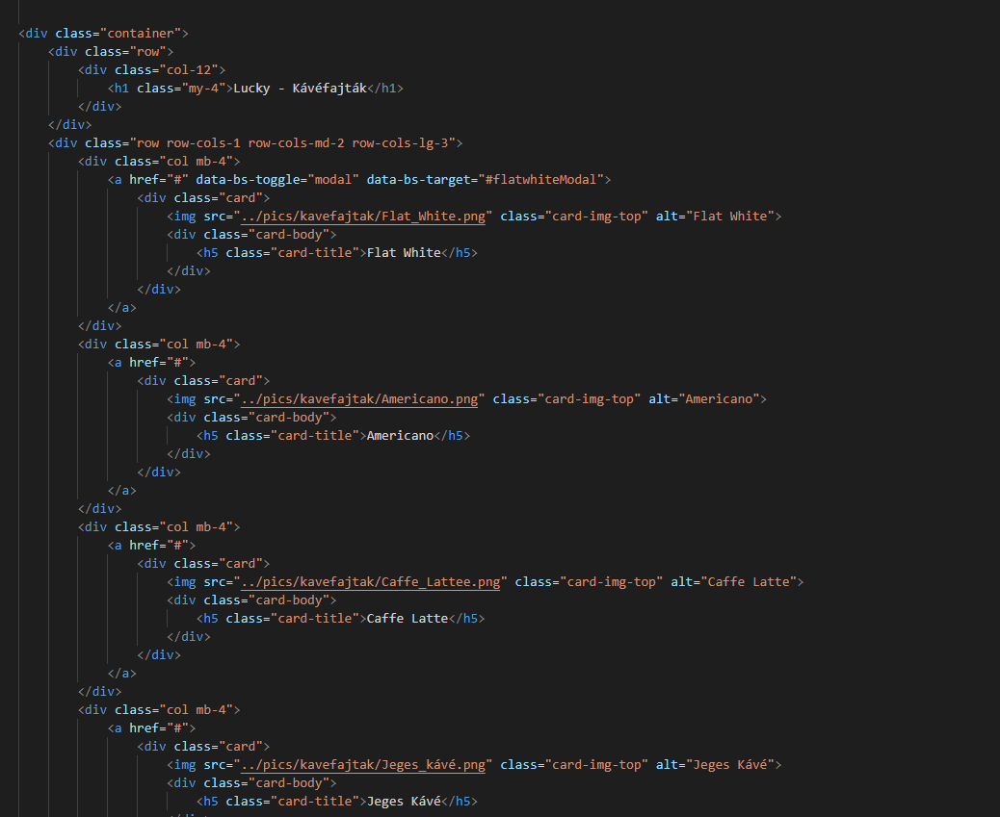 <div class="container">
<div class="row">
<div class="col-12">
<h1 class="my-4">Lucky - Kávéfajták</h1>
</div>
</div>
<div class="row row-cols-1 row-cols-md-2 row-cols-lg-3">
<div class="col mb-4">
<a href="#" data-bs-toggle="modal" data-bs-target="#flatwhiteModal">
<div class="card">
<img src="../pics/kavefajtak/Flat_White.png" class="card-img-top" alt="Flat White">
<div class="card-body">
<h5 class="card-title">Flat White</h5>
</div>
</div>
</a>
</div>
<div class="col mb-4">
<a href="#">
<div class="card">
<img src="../pics/kavefajtak/Americano.png" class="card-img-top" alt="Americano">
<div class="card-body">
<h5 class="card-title">Americano</h5>
</div>
</div>
</a>
</div>
<div class="col mb-4">
<a href="#">
<div class="card">
<img src="../pics/kavefajtak/Caffe_Lattee.png" class="card-img-top" alt="Caffe Latte">
<div class="card-body">
<h5 class="card-title">Caffe Latte</h5>
</div>
</div>
</a>
</div>
<div class="col mb-4">
<a href="#">
<div class="card">
<img src="../pics/kavefajtak/Jeges_kávé.png" class="card-img-top" alt="Jeges Kávé">
<div class="card-body">
<h5 class="card-title">Jeges Kávé</h5>